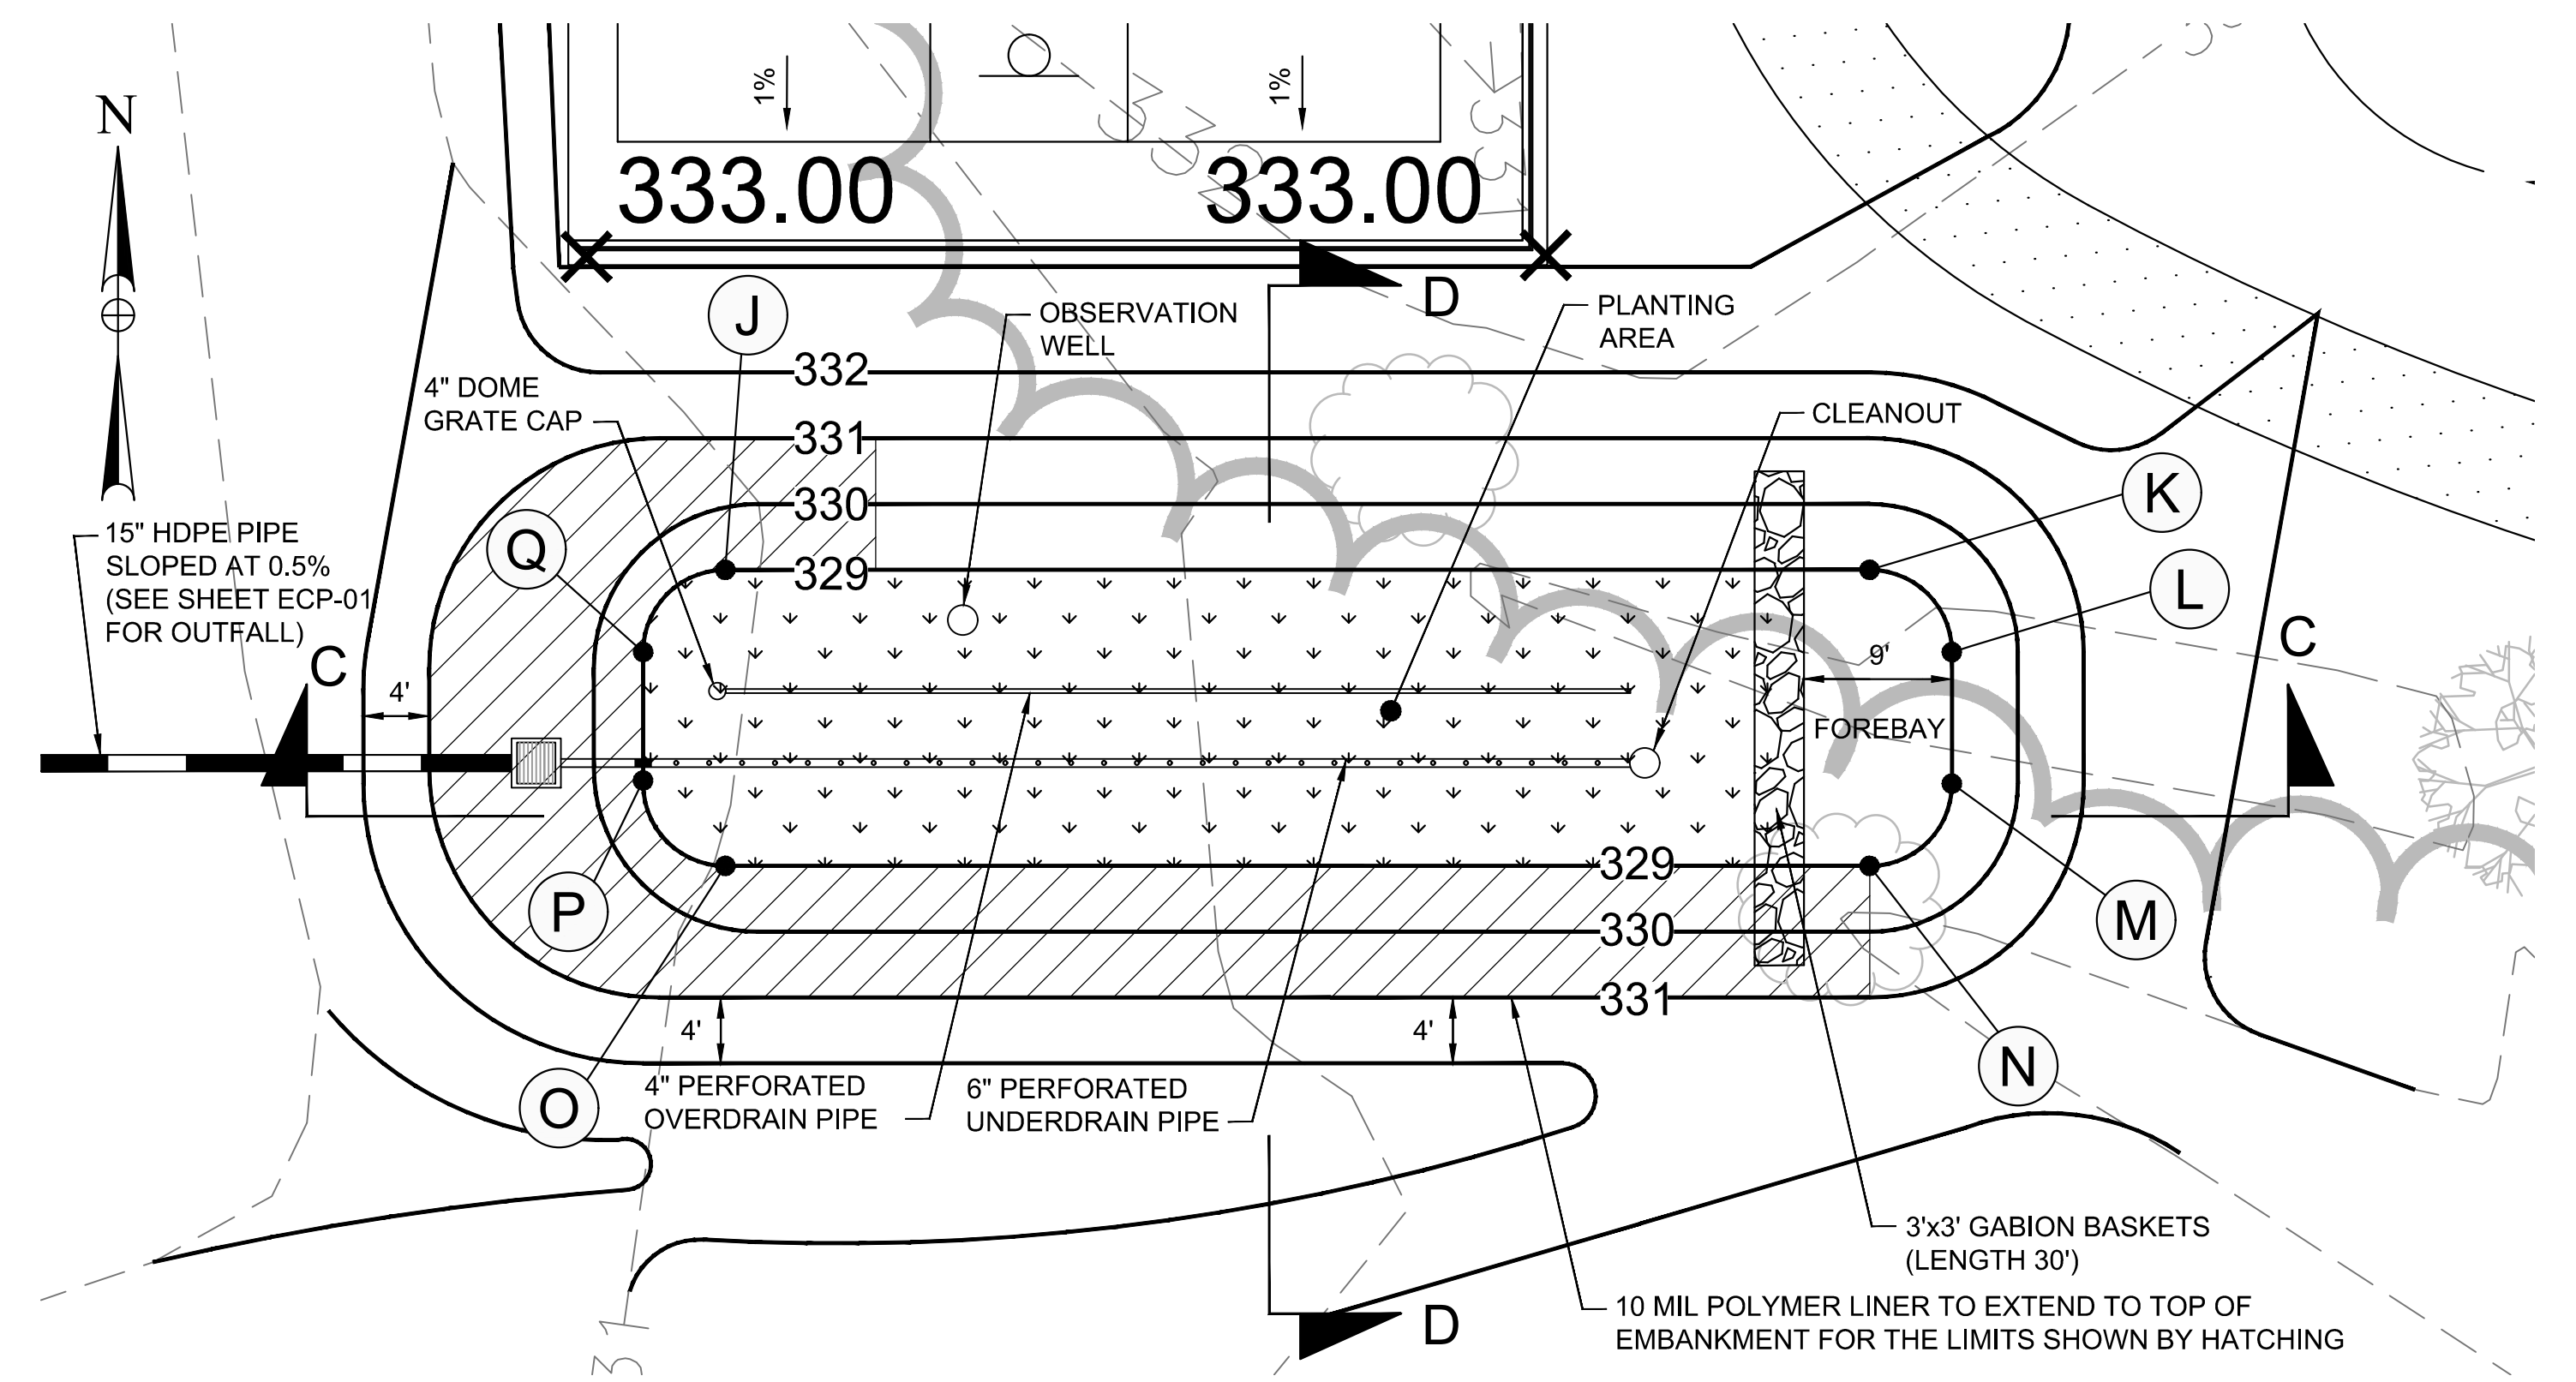 N
1%
1%
333.00
333.00
J
OBSERVATION
WELL
D
PLANTING
AREA
332
4" DOME
GRATE CAP
331
CLEANOUT
330
K
Q
15" HDPE PIPE
SLOPED AT 0.5%
(SEE SHEET ECP-01
FOR OUTFALL)
329
L
C
C
4'
9'
FOREBAY
329
P
330
M
331
4'
4'
N
O
4" PERFORATED
OVERDRAIN PIPE
6" PERFORATED
UNDERDRAIN PIPE
3'x3' GABION BASKETS
(LENGTH 30')
10 MIL POLYMER LINER TO EXTEND TO TOP OF
EMBANKMENT FOR THE LIMITS SHOWN BY HATCHING
D